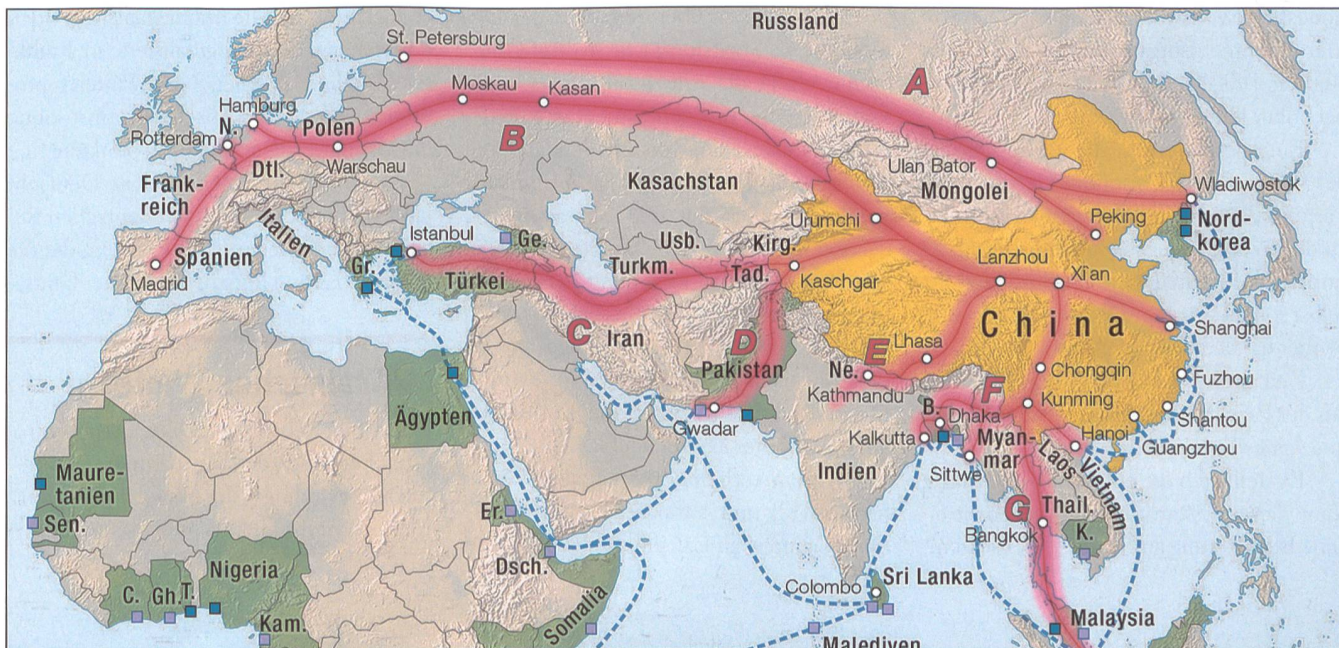 Russland
St. Petersburg
A
Moskau
Kasan
Hamburg
N.
Polen
Rotterdam
B
Dtl.
Warschau
Ulan Bator
Mongolei
Wladiwostok
Frank-
reich
Kasachstan
Urumchi
Peking
Nord-
korea
Italien
Istanbul
Ge.
Usb.
Kirg.
Spanien
Gr.
Turkm.
Tad.
Kaschgar
Lanzhou
Xi'an
Madrid
Türkei
C
Iran
D
China
Shanghai
Lhasa
E
Pakistan
Ne.
Chongqin
Fuzhou
Kathmandu
F
Kunming
Gwadar
B.
Dhaka
Shantou
Ägypten
Kalkutta
Myan-
mar
Hanoi
Guangzhou
Indien
Sittwe
Laos
Vietnam
Maure-
tanien
Sen.
Er.
G
Thail.
Bangkok
K.
Nigeria
Dsch.
C.
Gh.
T.
Colombo
Sri Lanka
Somalia
Kam.
Malaysia
Malediven